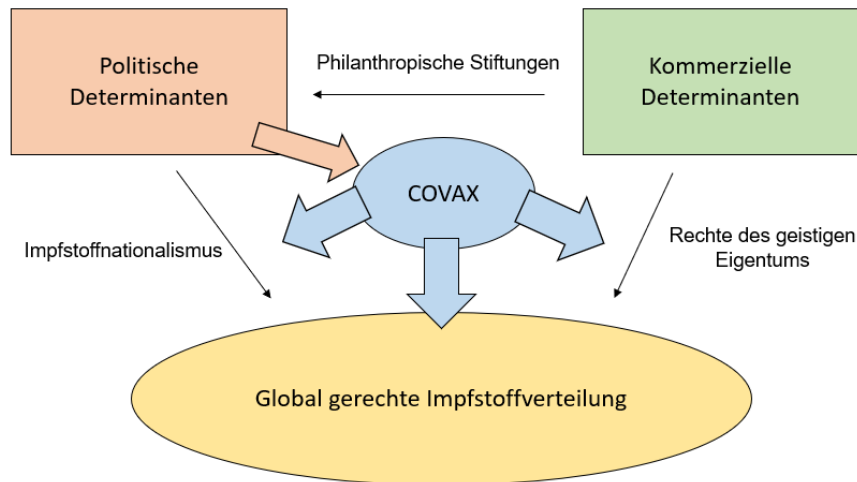 Politische
Determinanten
Philanthropische Stiftungen
Kommerzielle
Determinanten
COVAX
Impfstoffnationalismus
Rechte des geistigen
Eigentums
Global gerechte Impfstoffverteilung